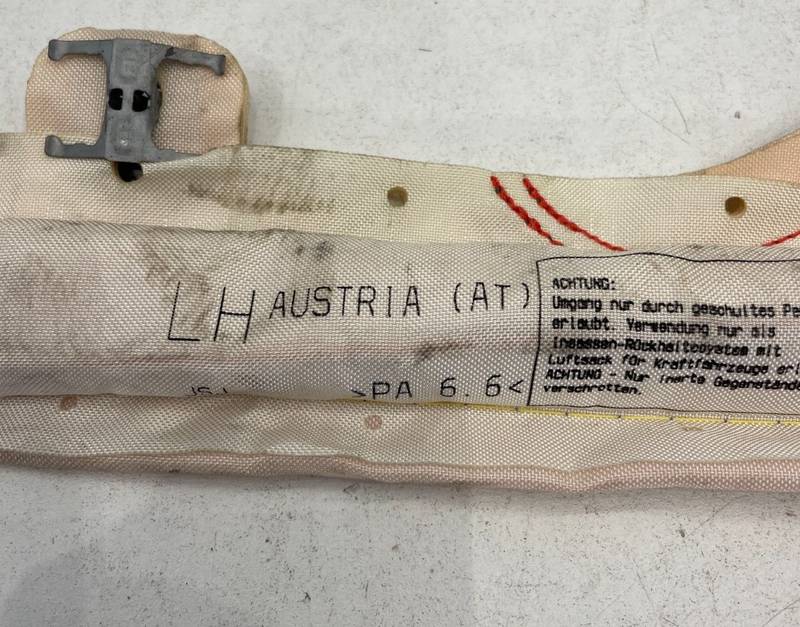 LH AUSTRIA (AT)
>PA 6.6<
ACHTUNG:
Umgang nur durch geschultes
erlaubt. Verwendung nur als
Insassen-Rückhaltesystem mit
Luftsack für Kraftfahrzeuge
ACHTUNG - Nur inerte Gegenstände
verschrotten.